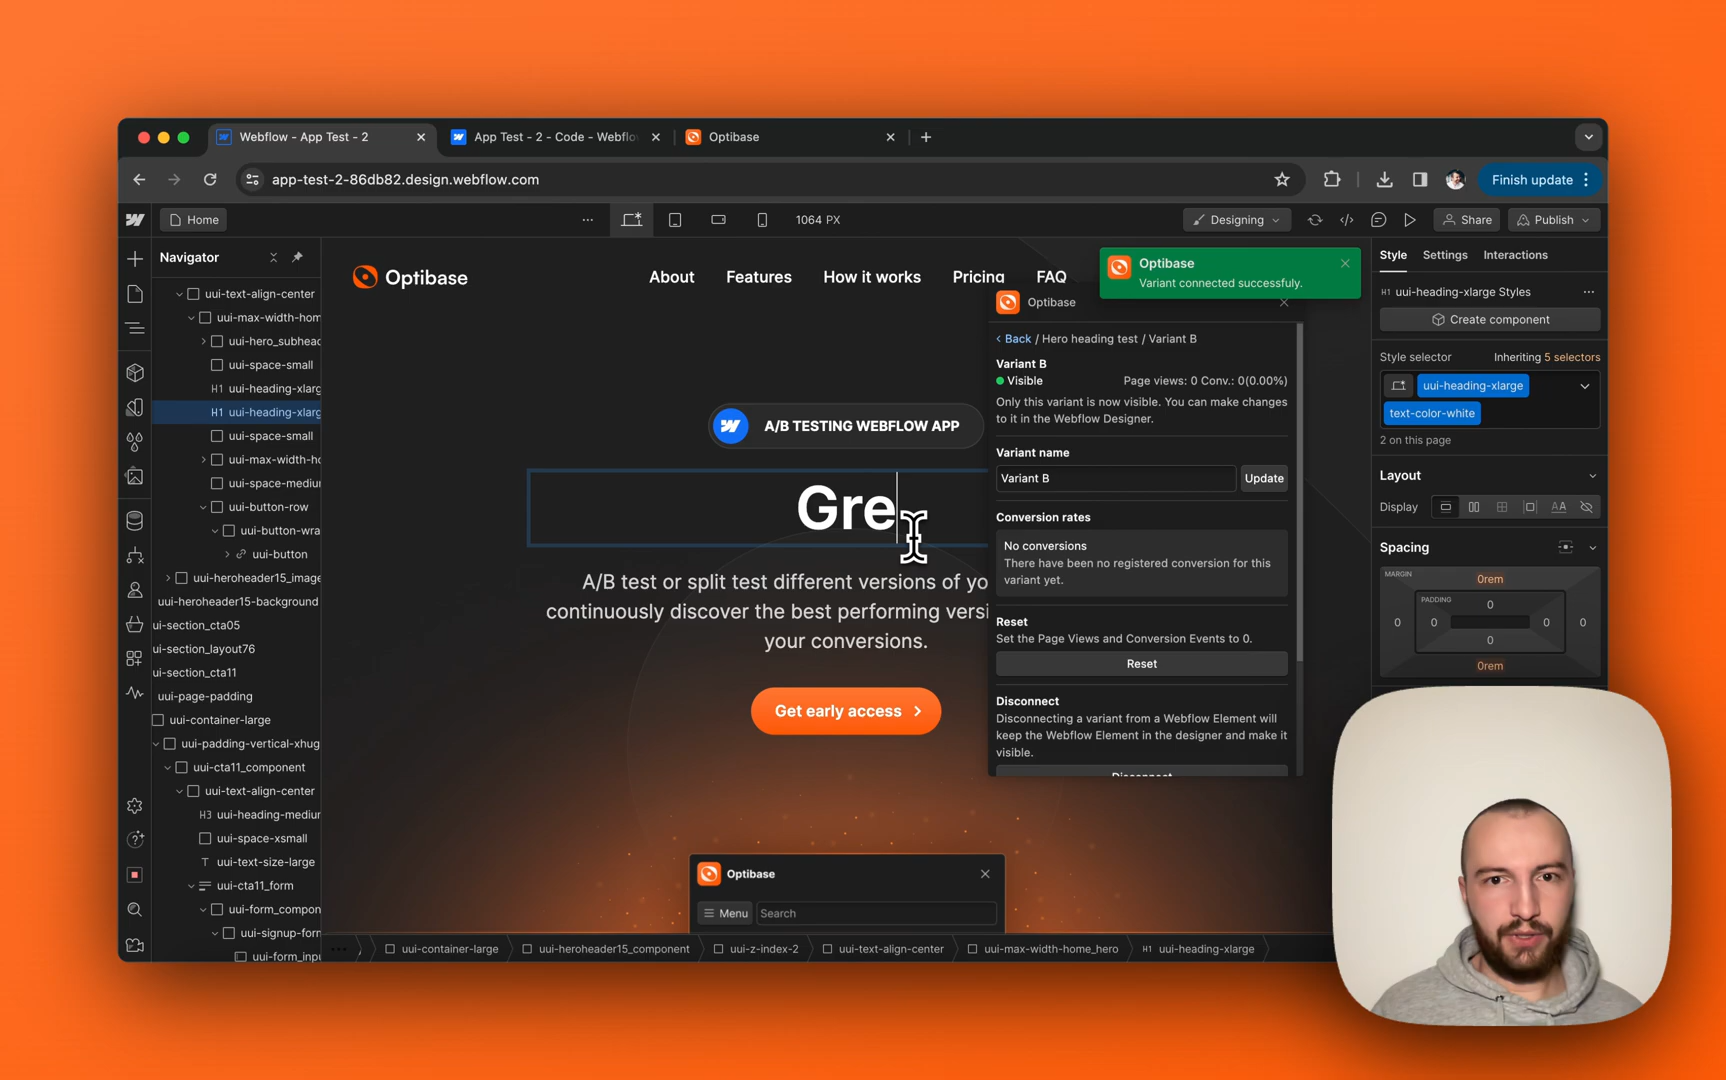 Webflow - App Test - 2
App Test - 2 - Code - Webflo
Optibase
app-test-2-86db82.design.webflow.com
Finish update
Home
1064 PX
Designing
Share
Publish
Navigator
uui-text-align-center
uui-max-width-hom
uui-hero_subhead
uui-space-small
H1 uui-heading-xlarg
H1 uui-heading-xlarg
uui-space-small
uui-max-width-ho
uui-space-mediu
uui-button-row
uui-button-wra
uui-button
uui-heroheader15_image
uui-heroheader15-background
ui-section_cta05
ui-section_layout76
ui-section_cta11
uui-page-padding
uui-container-large
uui-padding-vertical-xhug
uui-cta11_component
uui-text-align-center
H3 uui-heading-mediur
uui-space-xsmall
T uui-text-size-large
uui-cta11_form
uui-form_compon
uui-signup-forn
uui-form_inpu
Optibase
About
Features
How it works
Pricing
FAQ
A/B TESTING WEBFLOW APP
Gre
A/B test or split test different versions of yo
continuously discover the best performing versi
your conversions.
Get early access
Optibase
Variant connected successfuly.
Optibase
Back / Hero heading test / Variant B
Variant B
Visible
Page views: 0 Conv.: 0(0.00%)
Only this variant is now visible. You can make changes
to it in the Webflow Designer.
Variant name
Variant B
Update
Conversion rates
No conversions
There have been no registered conversion for this
variant yet.
Reset
Set the Page Views and Conversion Events to 0.
Reset
Disconnect
Disconnecting a variant from a Webflow Element will
keep the Webflow Element in the designer and make it
visible.
Disconnect
Optibase
Menu
Search
uui-container-large
uui-heroheader15_component
uui-z-index-2
uui-text-align-center
uui-max-width-home_hero
H1 uui-heading-xlarge
Style
Settings
Interactions
H1 uui-heading-xlarge Styles
Create component
Style selector
Inheriting 5 selectors
uui-heading-xlarge
text-color-white
2 on this page
Layout
Display
AA
Spacing
MARGIN
0rem
PADDING
0
0
0
0
0
0
0rem